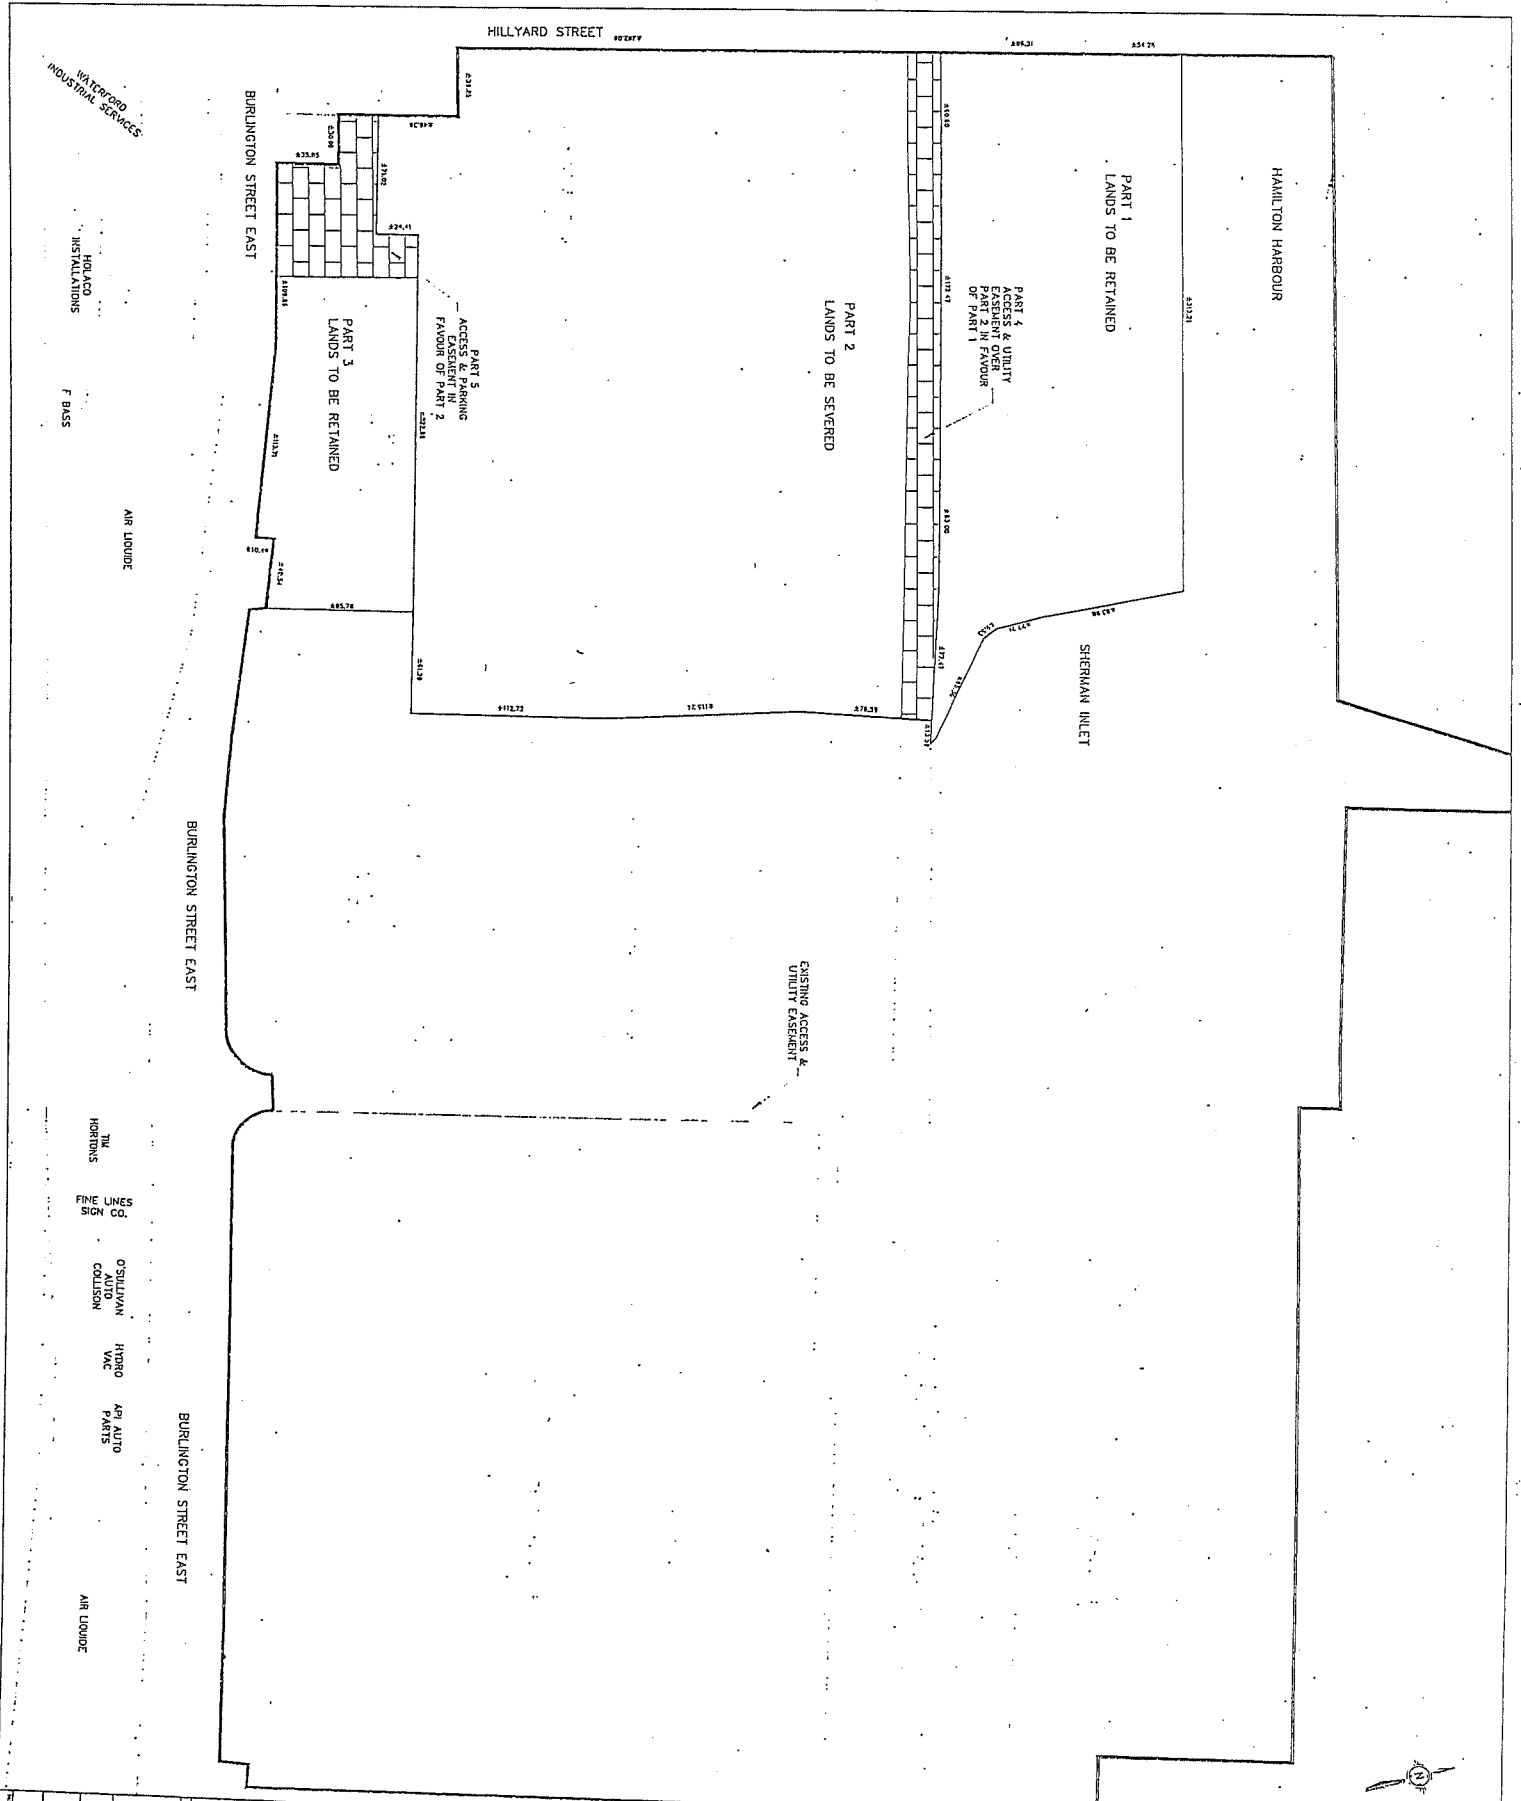 HILLYARD STREET
WATERFORD
INDUSTRIAL SERVICES
BURLINGTON STREET EAST
HOLACO
INSTALLATIONS
F BASS
AIR LIQUIDE
HAMILTON HARBOUR
PART 1
LANDS TO BE RETAINED
PART 4
ACCESS & UTILITY
EASEMENT OVER
PART 2 IN FAVOUR
OF PART 1
PART 2
LANDS TO BE SEVERED
PART 5
ACCESS & PARKING
EASEMENT IN
FAVOUR OF PART 2
PART 3
LANDS TO BE RETAINED
SHERMAN INLET
±85.78
±112.72
BURLINGTON STREET EAST
EXISTING ACCESS &
UTILITY EASEMENT
TIM
HORTONS
FINE LINES
SIGN CO.
O'SULLIVAN
AUTO
COLLISON
HYDRO
VAC
API AUTO
PARTS
BURLINGTON STREET EAST
AIR LIQUIDE
N